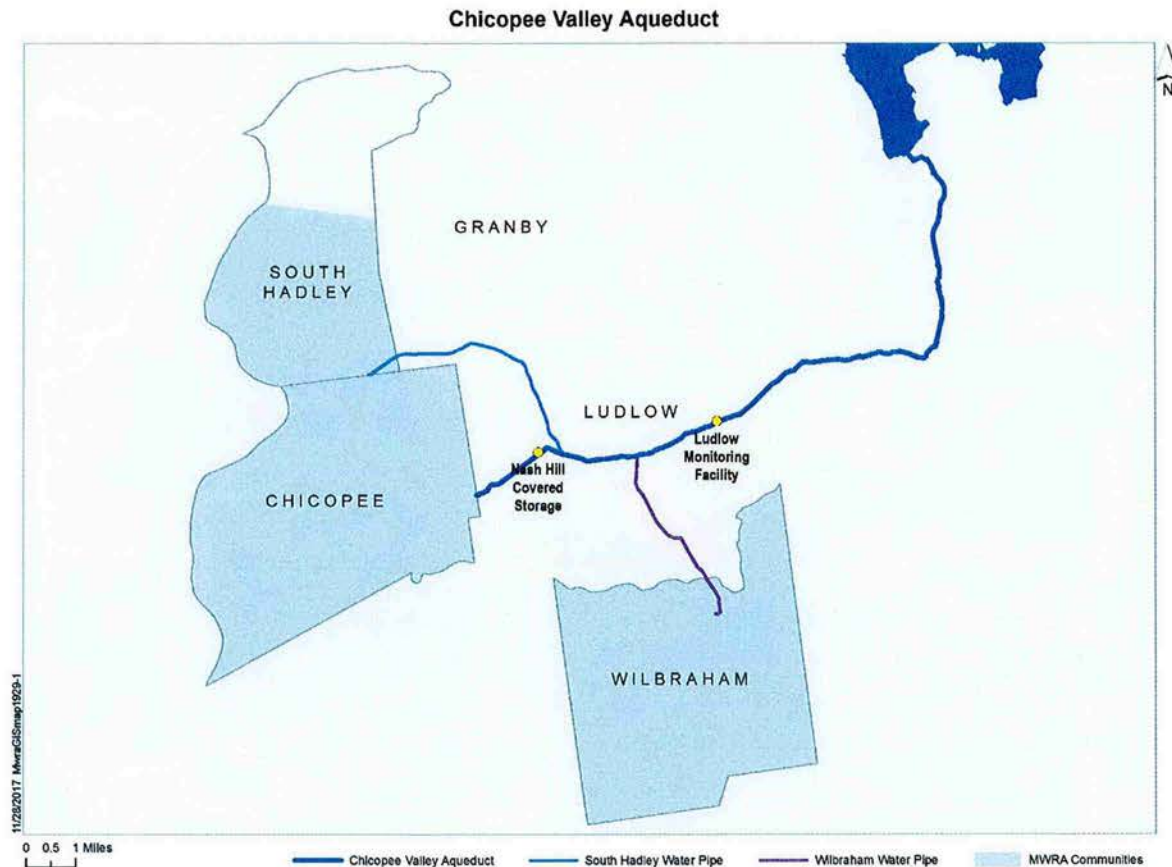 Chicopee Valley Aqueduct
N
GRANBY
SOUTH
HADLEY
LUDLOW
Ludlow
Monitoring
Facility
Nash Hill
Covered
Storage
CHICOPEE
WILBRAHAM
11/28/2017 MwraGISmap1929-1
0 0.5 1 Miles
Chicopee Valley Aqueduct
South Hadley Water Pipe
Wilbraham Water Pipe
MWRA Communities